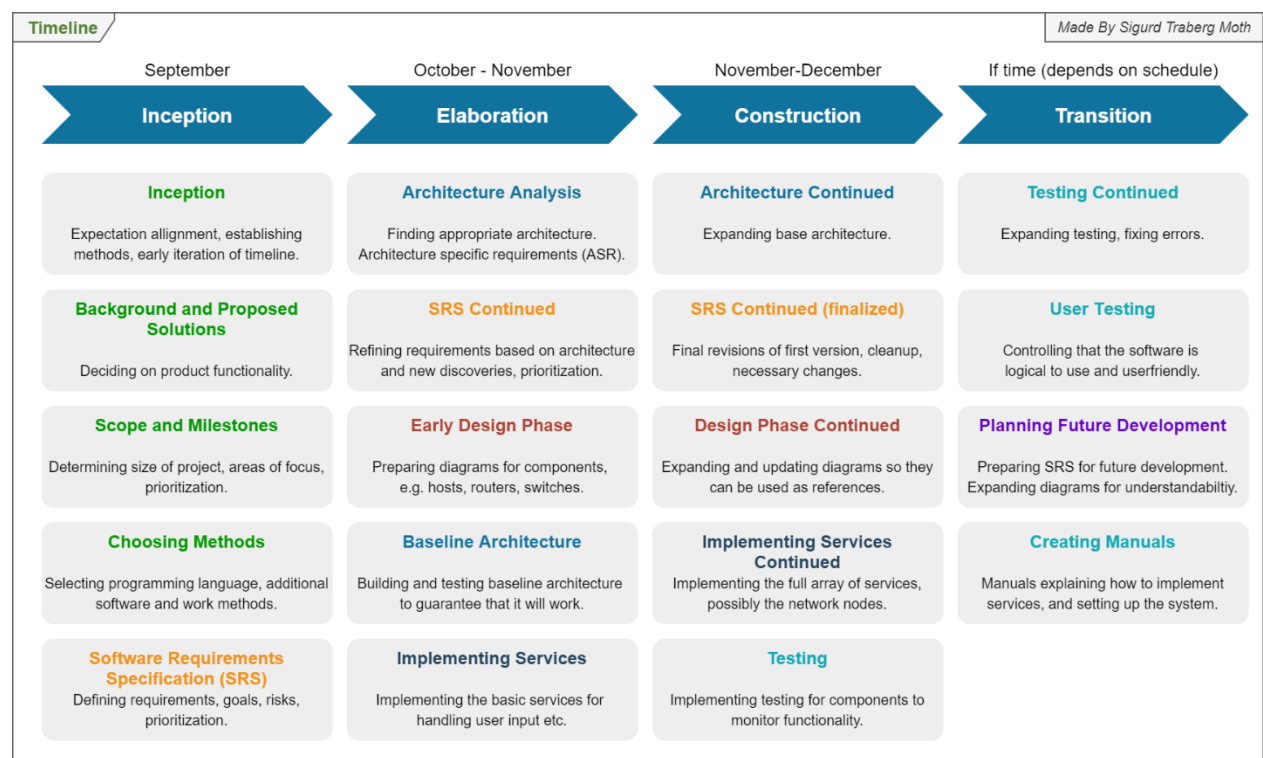 Timeline
Made By Sigurd Traberg Moth
September
October - November
November-December
If time (depends on schedule)
Inception
Elaboration
Construction
Transition
Inception
Expectation allignment, establishing
methods, early iteration of timeline.
Architecture Analysis
Finding appropriate architecture.
Architecture specific requirements (ASR).
Architecture Continued
Expanding base architecture.
Testing Continued
Expanding testing, fixing errors.
Background and Proposed
Solutions
Deciding on product functionality.
SRS Continued
Refining requirements based on architecture
and new discoveries, prioritization.
SRS Continued (finalized)
Final revisions of first version, cleanup,
necessary changes.
User Testing
Controlling that the software is
logical to use and userfriendly.
Scope and Milestones
Determining size of project, areas of focus,
prioritization.
Early Design Phase
Preparing diagrams for components,
e.g. hosts, routers, switches.
Design Phase Continued
Expanding and updating diagrams so they
can be used as references.
Planning Future Development
Preparing SRS for future development.
Expanding diagrams for understandabiltiy.
Choosing Methods
Selecting programming language, additional
software and work methods.
Baseline Architecture
Building and testing baseline architecture
to guarantee that it will work.
Implementing Services
Continued
Implementing the full array of services,
possibly the network nodes.
Creating Manuals
Manuals explaining how to implement
services, and setting up the system.
Software Requirements
Specification (SRS)
Defining requirements, goals, risks,
prioritization.
Implementing Services
Implementing the basic services for
handling user input etc.
Testing
Implementing testing for components to
monitor functionality.